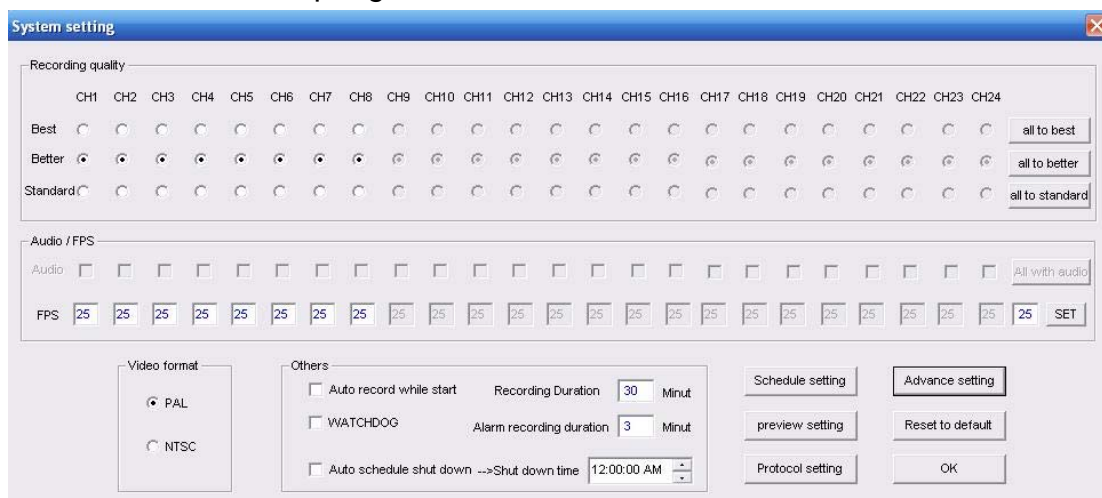 System setting
Recording quality
CH1 CH2 CH3 CH4 CH5 CH6 CH7 CH8 CH9 CH10 CH11 CH12 CH13 CH14 CH15 CH16 CH17 CH18 CH19 CH20 CH21 CH22 CH23 CH24
Best all to best
Better all to better
Standard all to standard
Audio / FPS
Audio All with audio
FPS 25 25 25 25 25 25 25 25 25 25 25 25 25 25 25 25 25 25 25 25 25 25 25 25 25 SET
Video format
PAL
NTSC
Others
Auto record while start Recording Duration 30 Minut
WATCHDOG Alarm recording duration 3 Minut
Auto schedule shut down -->Shut down time 12:00:00 AM
Schedule setting Advance setting
preview setting Reset to default
Protocol setting OK